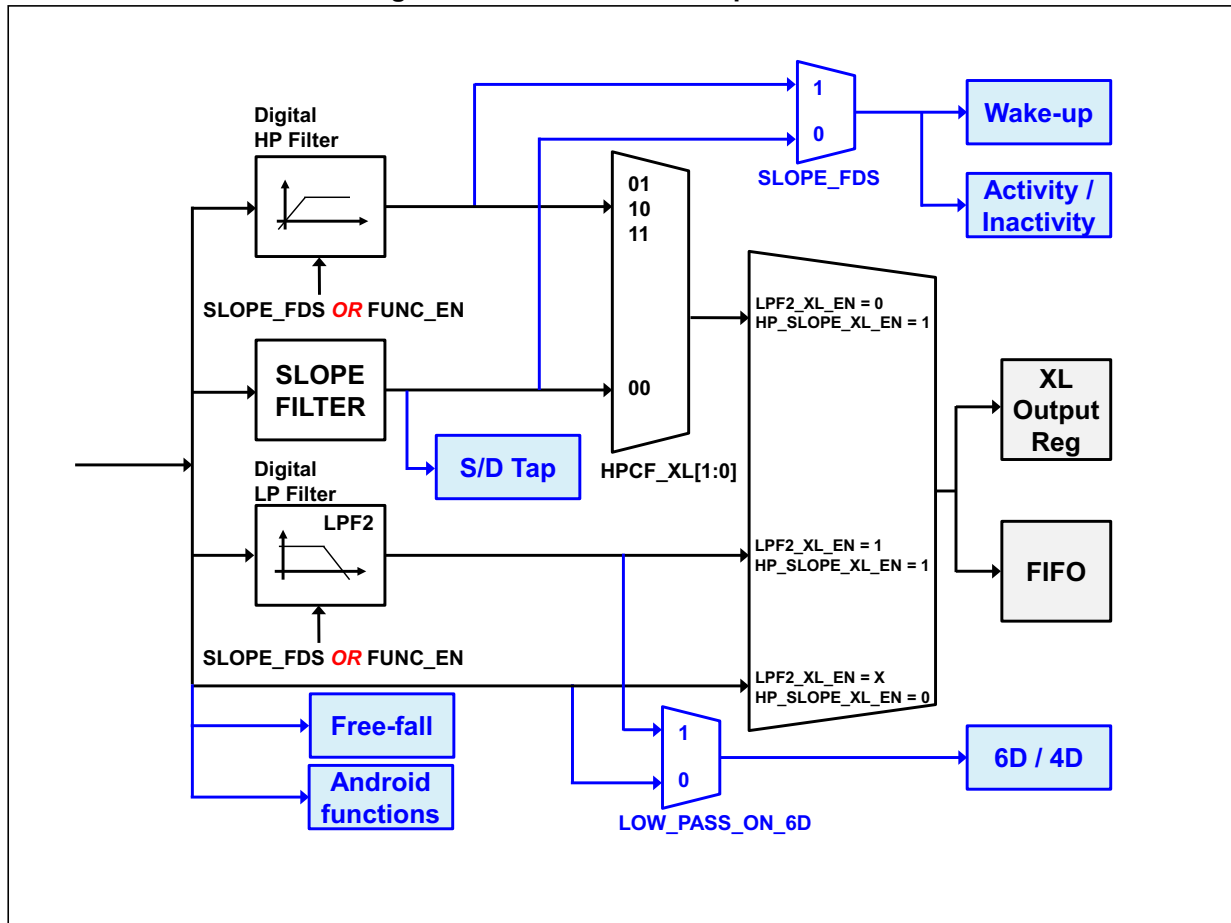 Digital
HP Filter
SLOPE_FDS OR FUNC_EN
SLOPE
FILTER
S/D Tap
Digital
LP Filter
LPF2
SLOPE_FDS OR FUNC_EN
Free-fall
Android
functions
01
10
11
00
HPCF_XL[1:0]
1
0
SLOPE_FDS
Wake-up
Activity /
Inactivity
LPF2_XL_EN = 0
HP_SLOPE_XL_EN = 1
LPF2_XL_EN = 1
HP_SLOPE_XL_EN = 1
LPF2_XL_EN = X
HP_SLOPE_XL_EN = 0
XL
Output
Reg
FIFO
1
0
LOW_PASS_ON_6D
6D / 4D